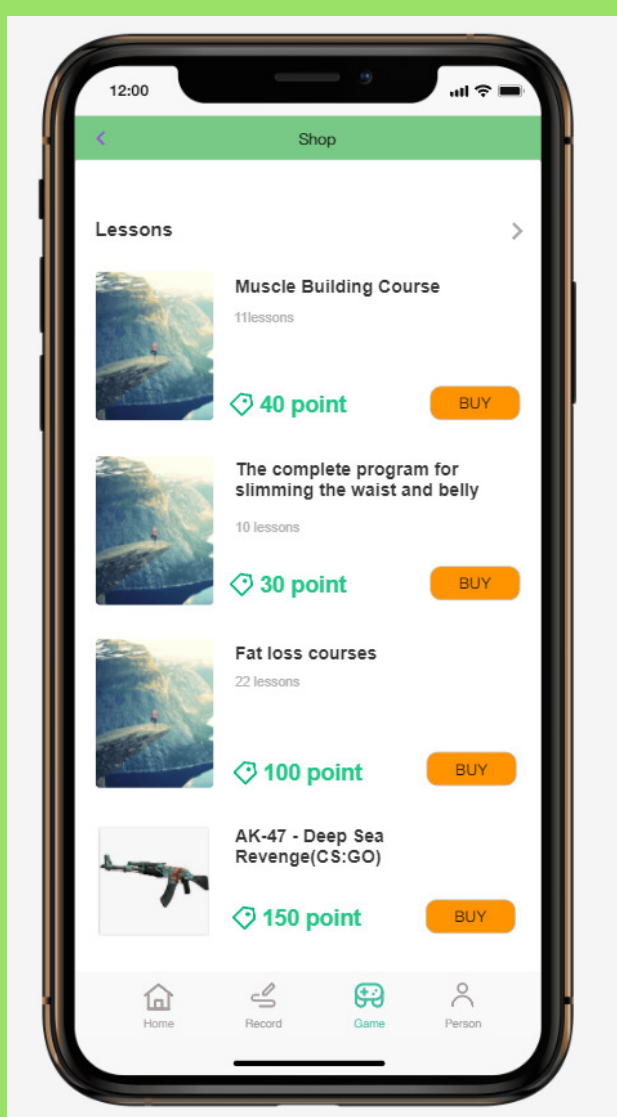 12:00
Shop
Lessons
Muscle Building Course
11lessons
40 point
BUY
The complete program for
slimming the waist and belly
10 lessons
30 point
BUY
Fat loss courses
22 lessons
100 point
BUY
AK-47 - Deep Sea
Revenge(CS:GO)
150 point
BUY
Home
Record
Game
Person